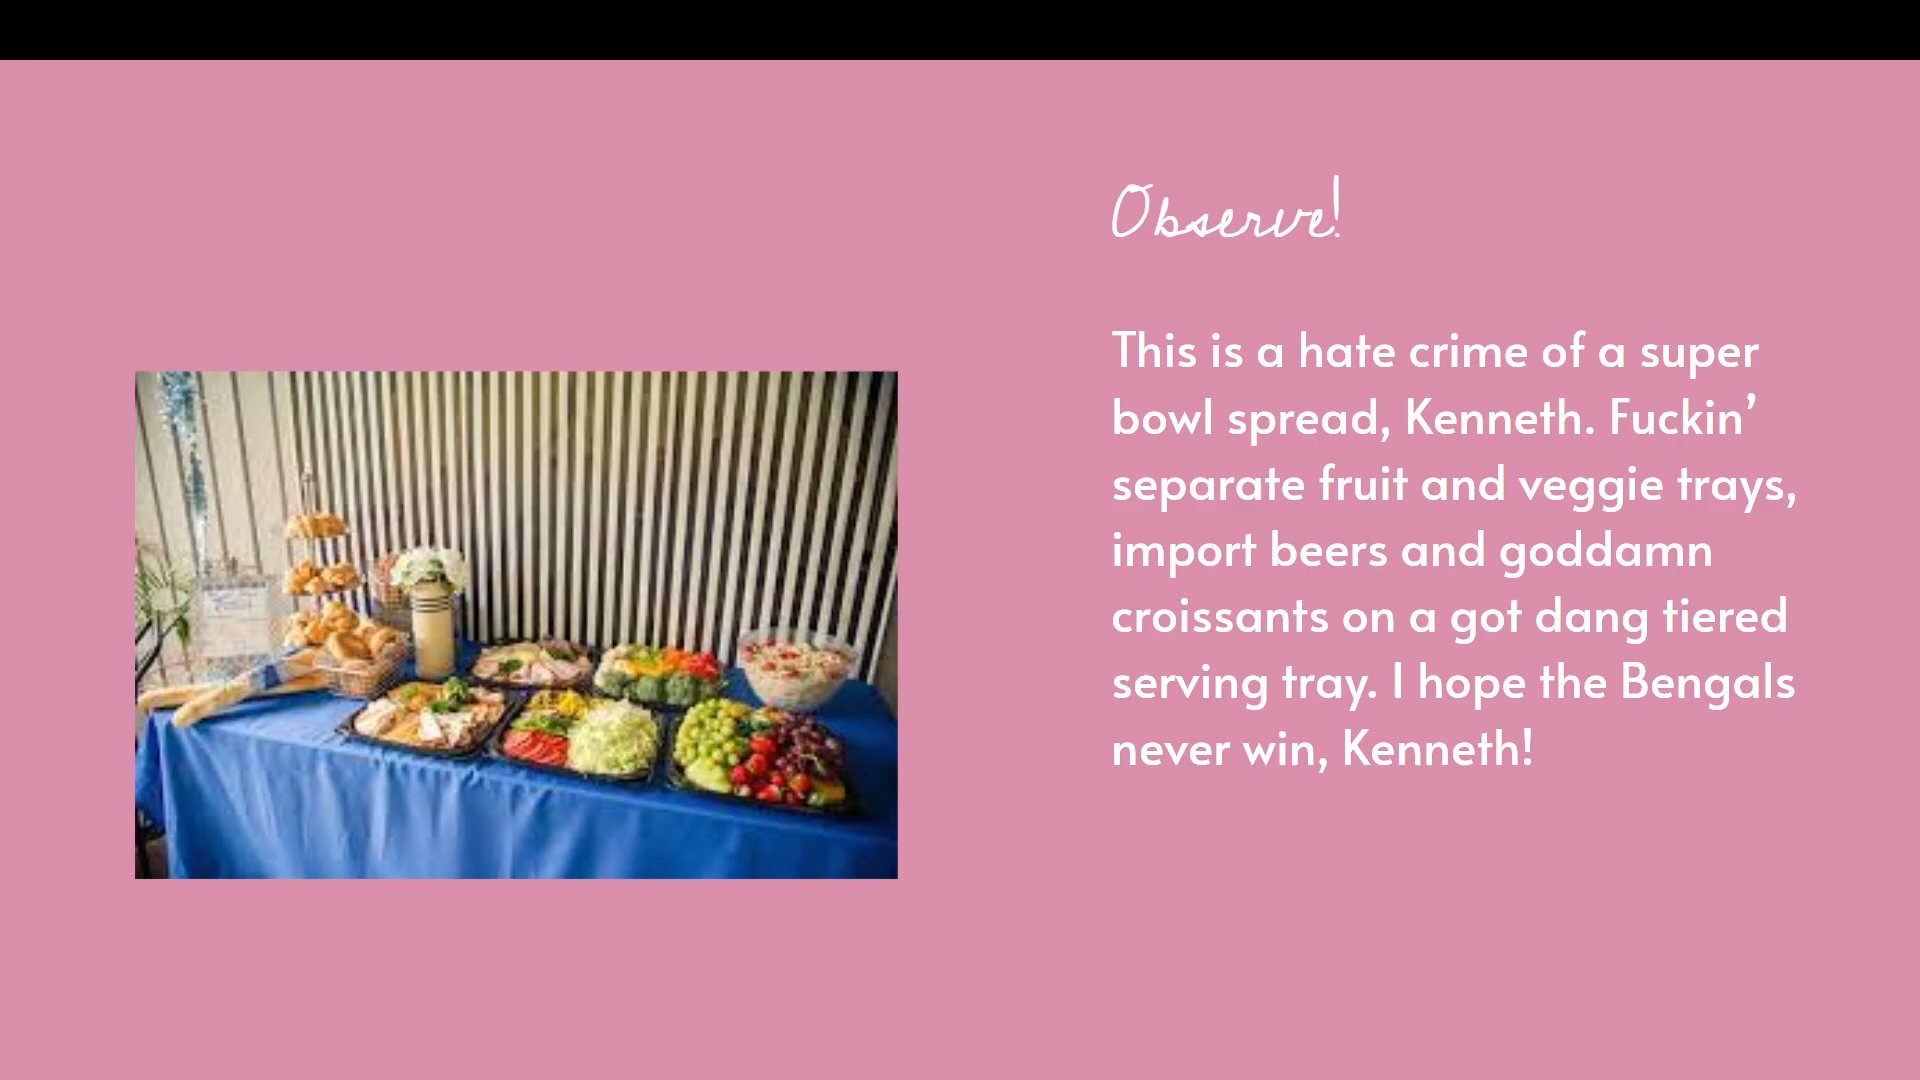 Observe!
This is a hate crime of a super
bowl spread, Kenneth. Fuckin’
separate fruit and veggie trays,
import beers and goddamn
croissants on a got dang tiered
serving tray. I hope the Bengals
never win, Kenneth!